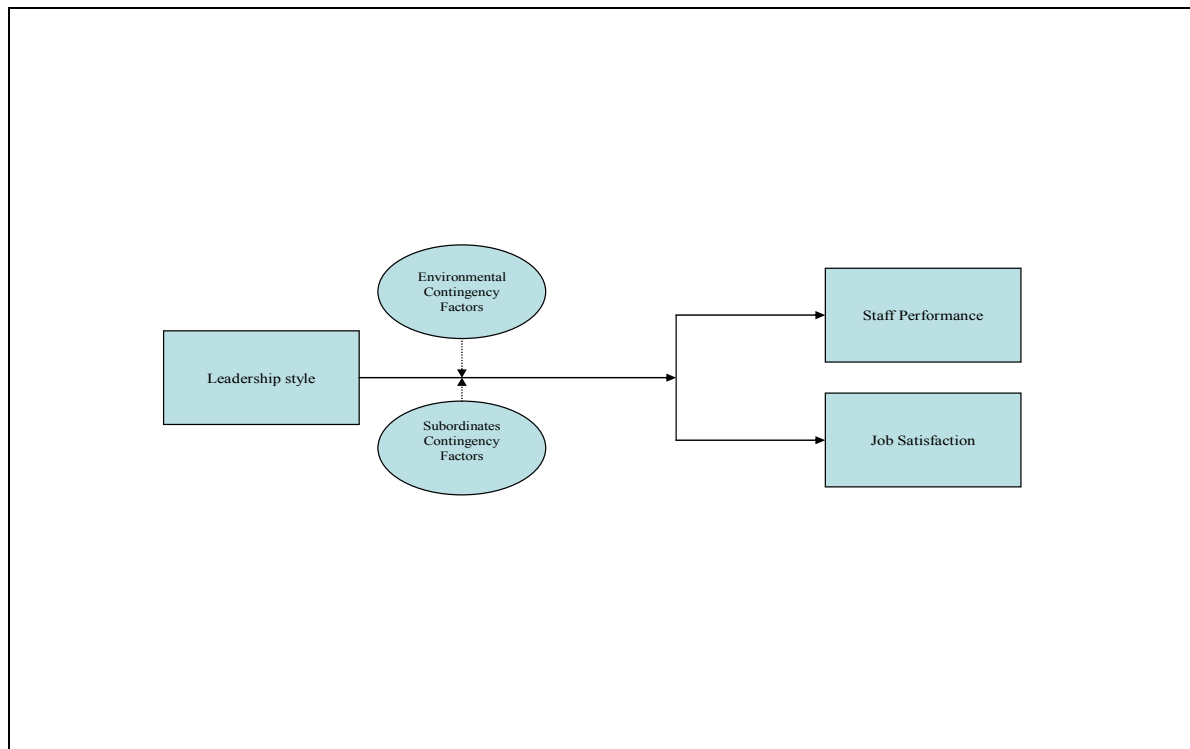 Environmental
Contingency
Factors
Leadership style
Subordinates
Contingency
Factors
Staff Performance
Job Satisfaction